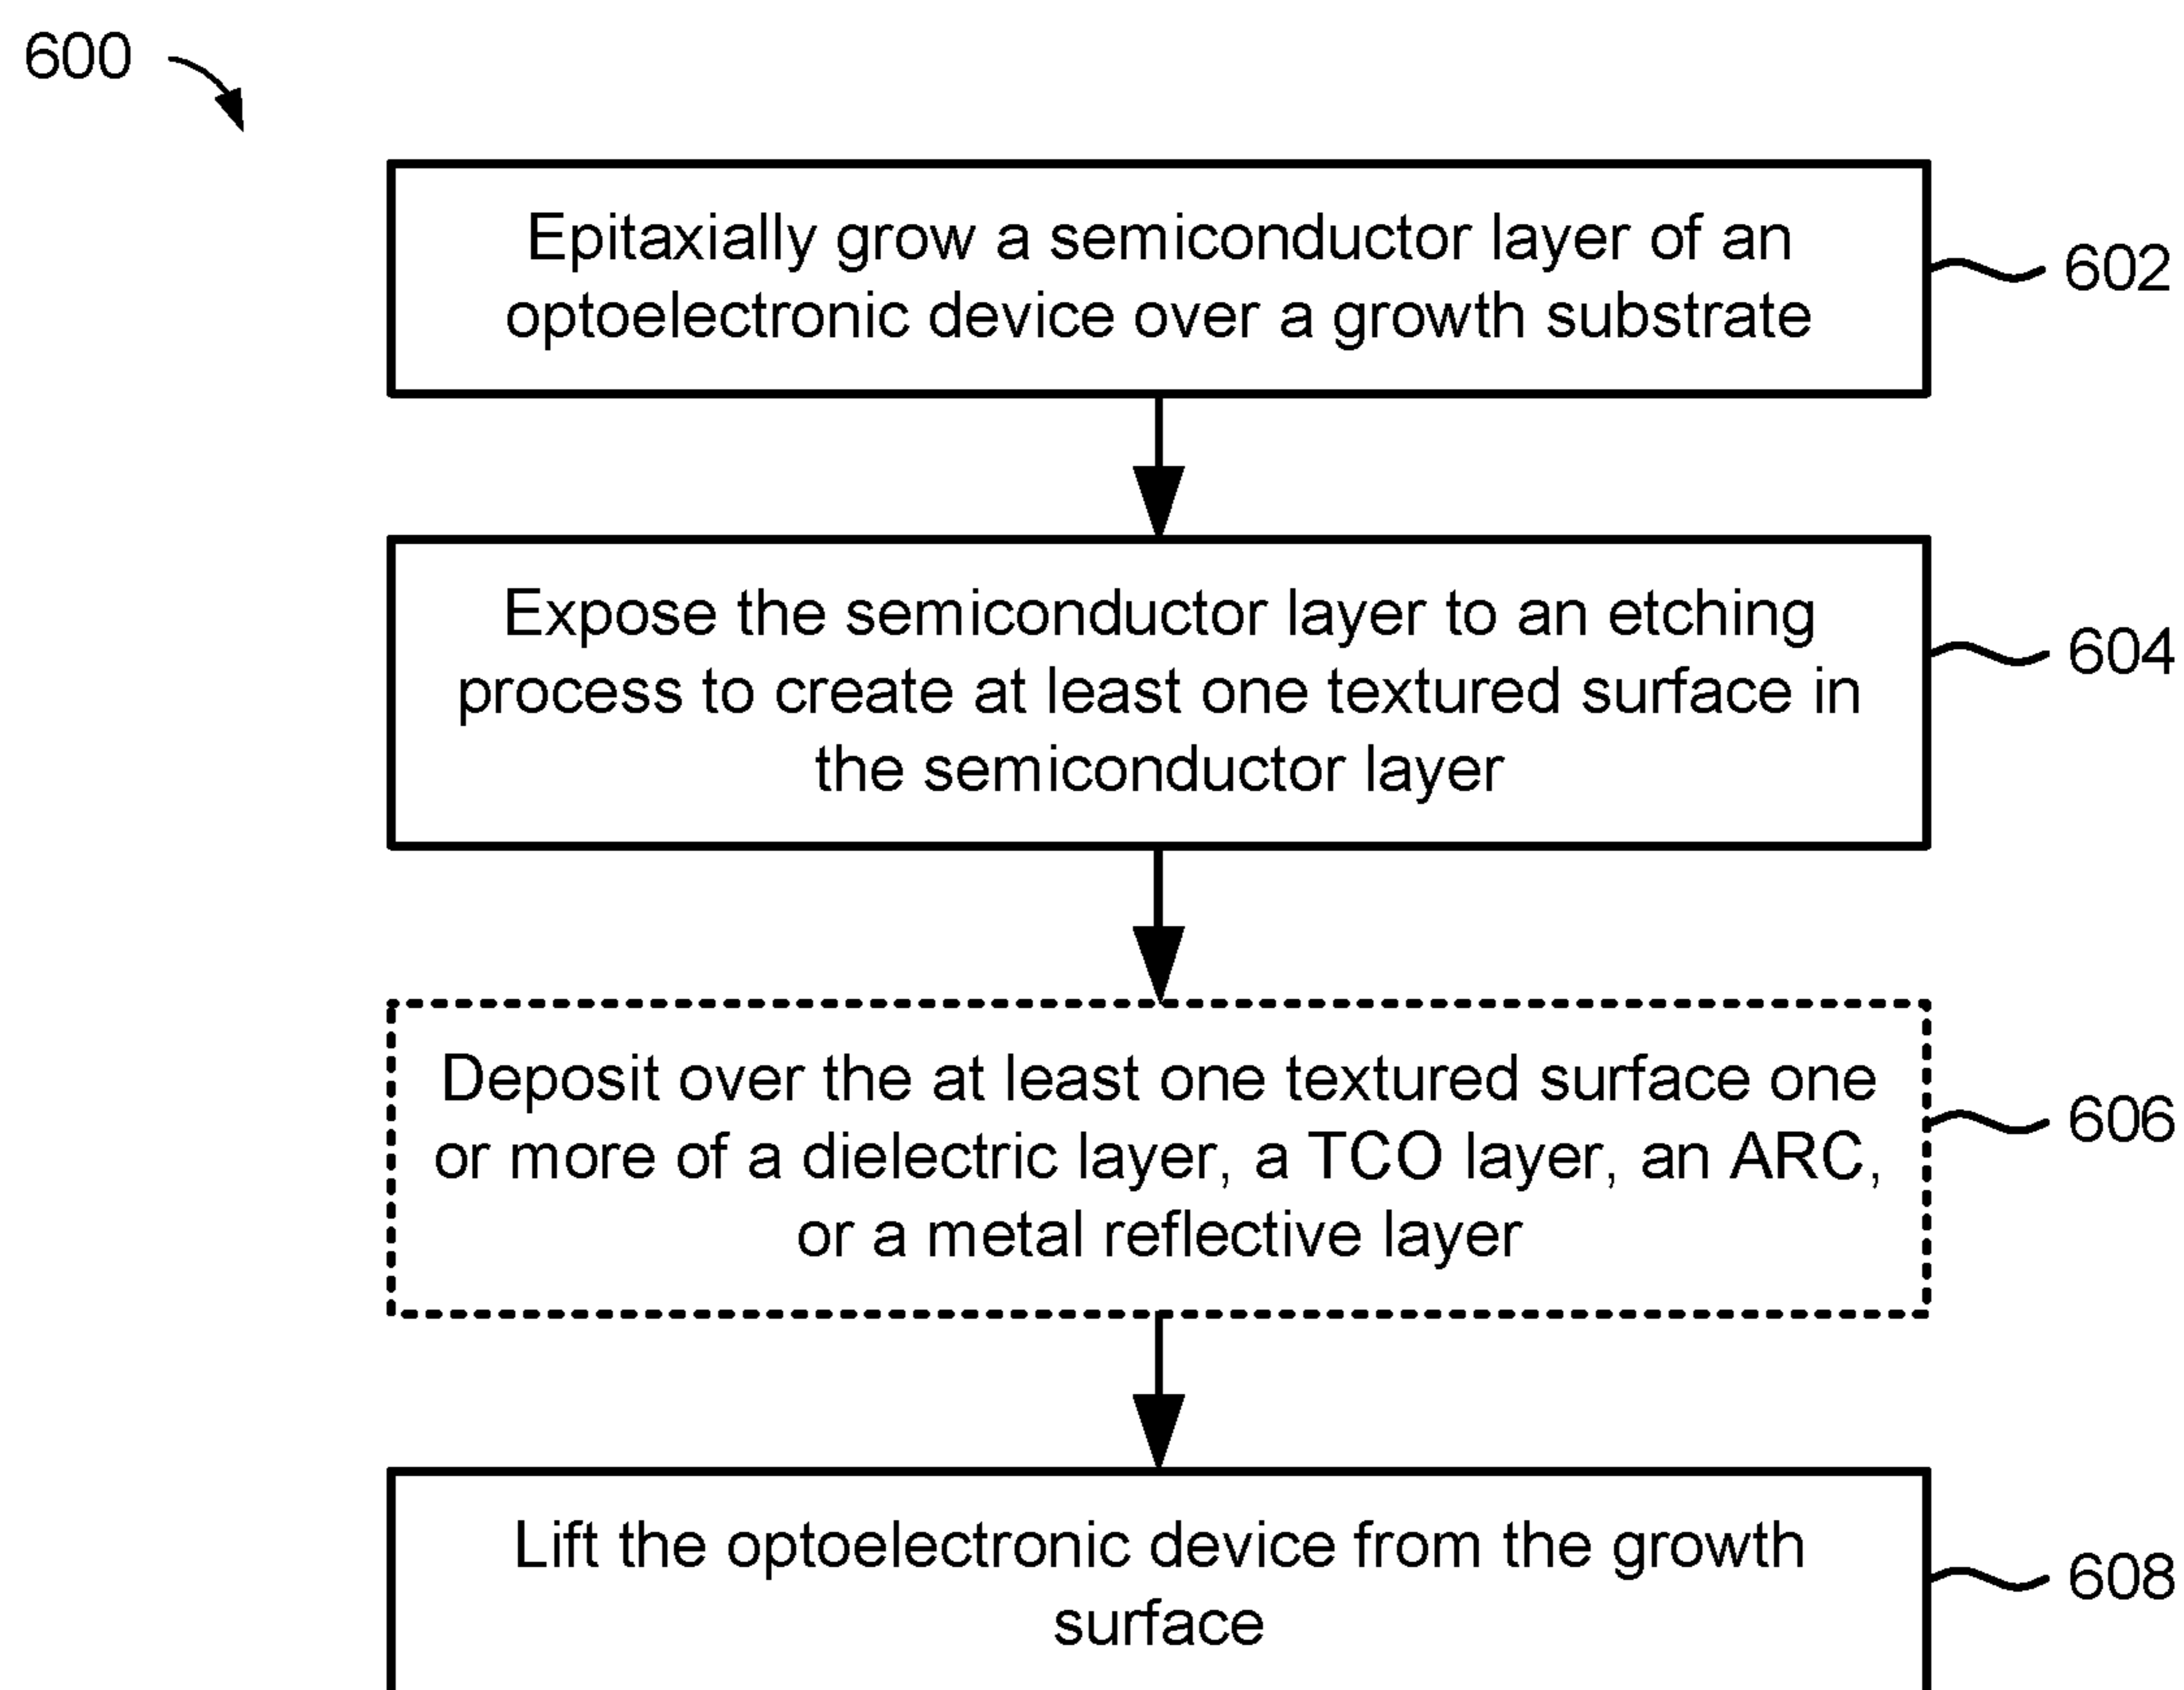 600
Epitaxially grow a semiconductor layer of an
optoelectronic device over a growth substrate
602
Expose the semiconductor layer to an etching
process to create at least one textured surface in
the semiconductor layer
604
Deposit over the at least one textured surface one
or more of a dielectric layer, a TCO layer, an ARC,
or a metal reflective layer
606
Lift the optoelectronic device from the growth
surface
608